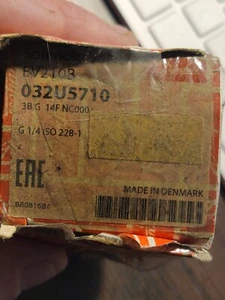 EV210B
032U5710
3B G 14F NC000
G 1/4 ISO 228-1
EAC
MADE IN DENMARK